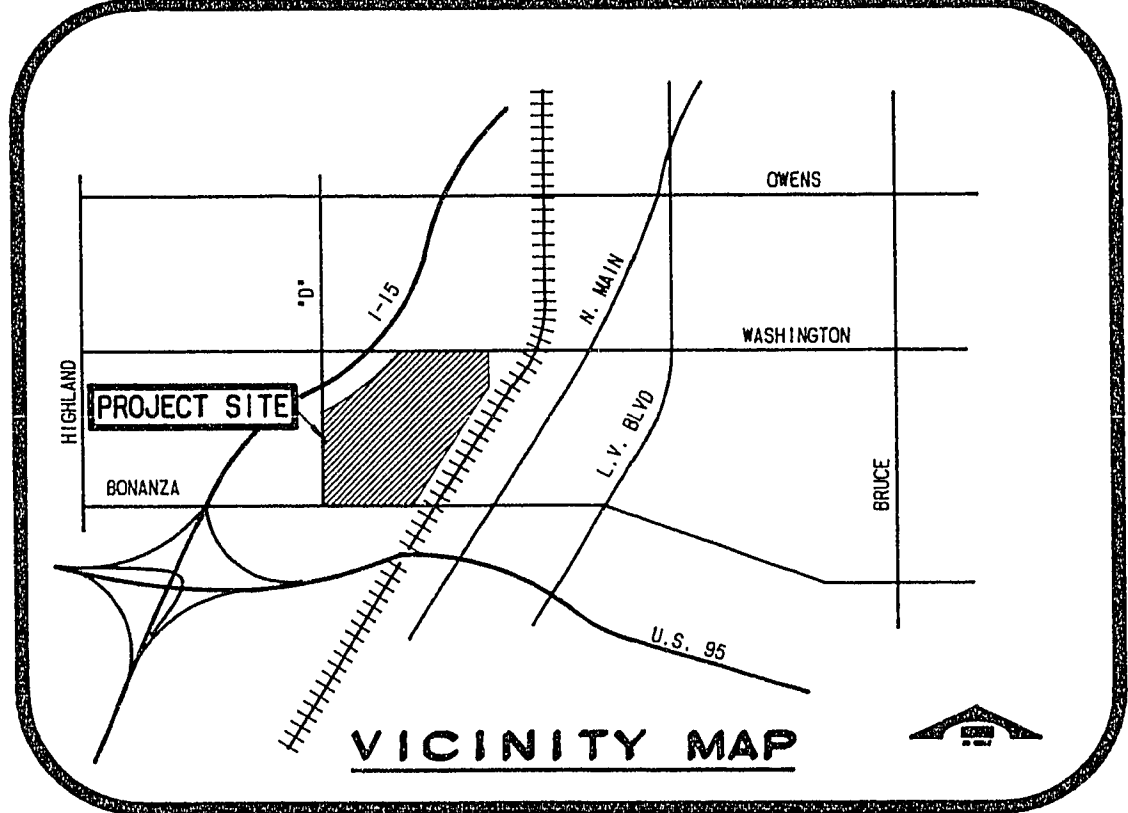 OWENS
"D"
I-15
N. MAIN
WASHINGTON
HIGHLAND
PROJECT SITE
L.V. BLVD
BONANZA
BRUCE
U.S. 95
VICINITY MAP